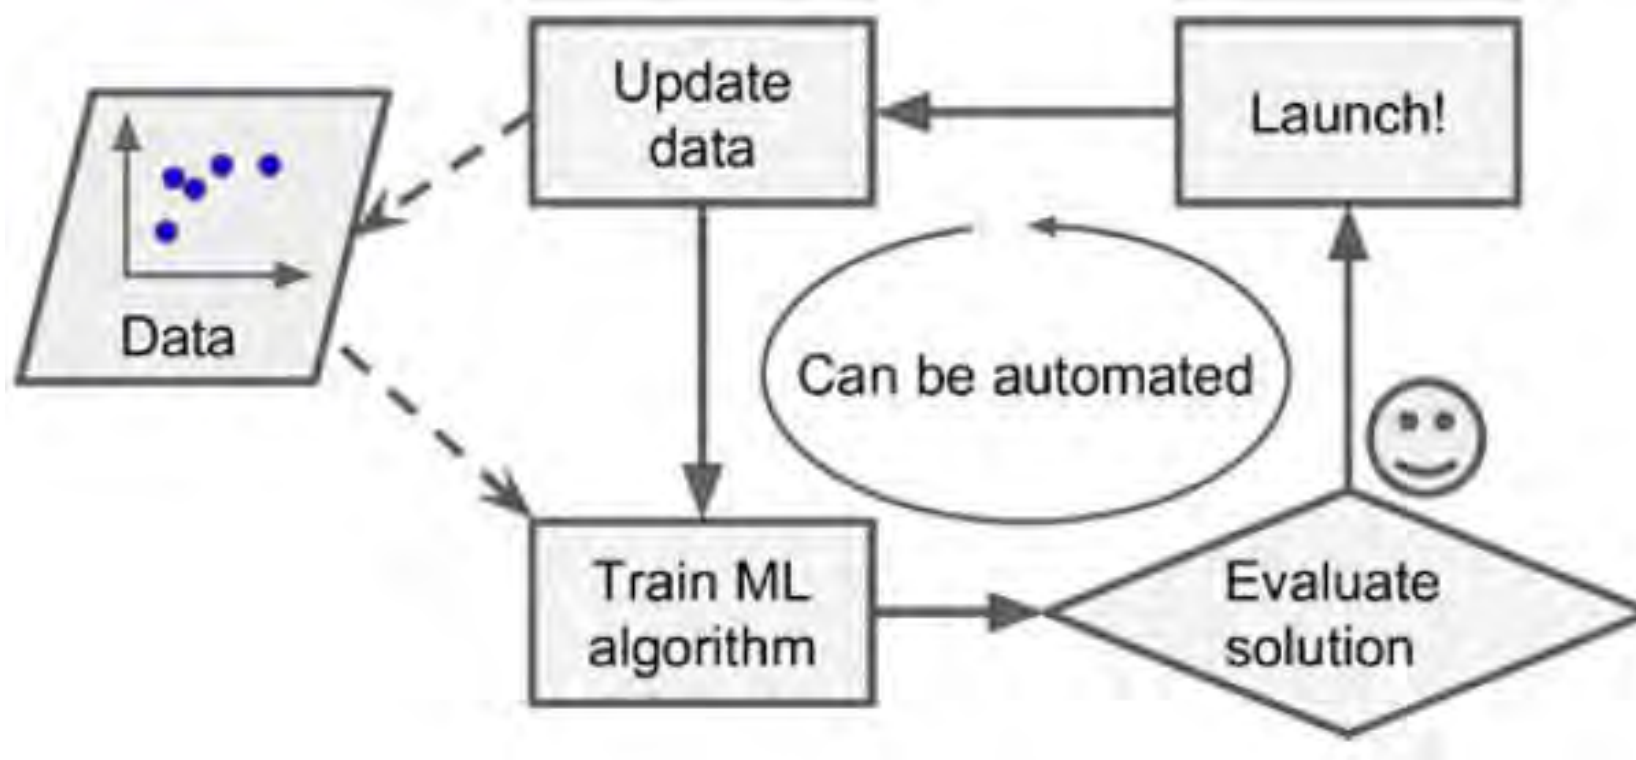 Update
data
Launch!
Data
Can be automated
Train ML
algorithm
Evaluate
solution